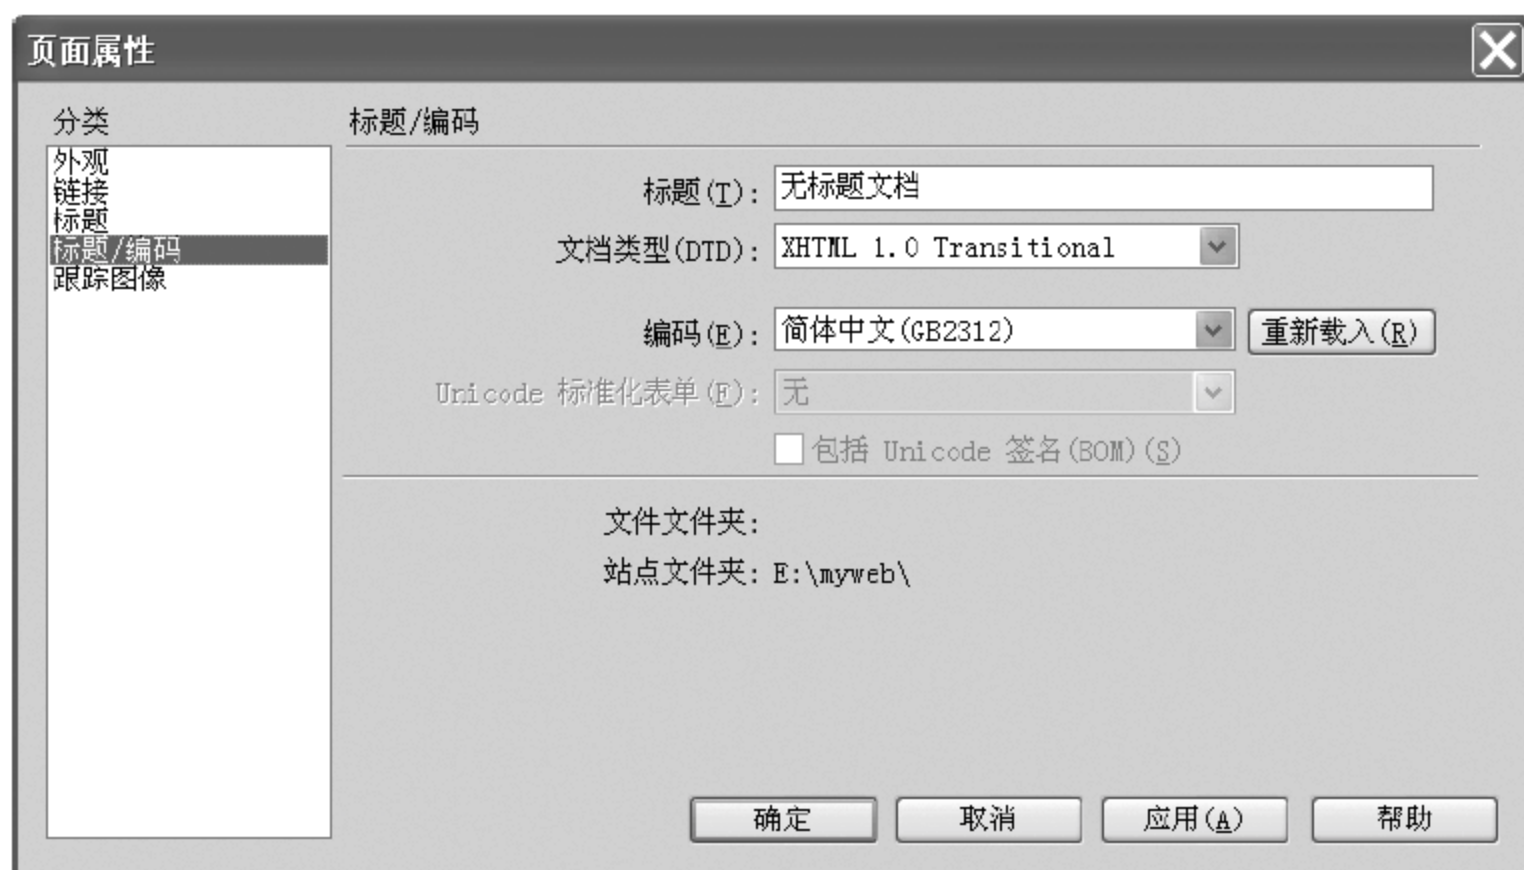 页面属性
分类
外观
链接
标题
标题/编码
跟踪图像
标题/编码
标题(T): 无标题文档
文档类型(DTD): XHTML 1.0 Transitional
编码(E): 简体中文(GB2312) 重新载入(R)
Unicode 标准化表单(F): 无
包括 Unicode 签名(BOM)(S)
文件文件夹:
站点文件夹: E:\myweb\
确定 取消 应用(A) 帮助